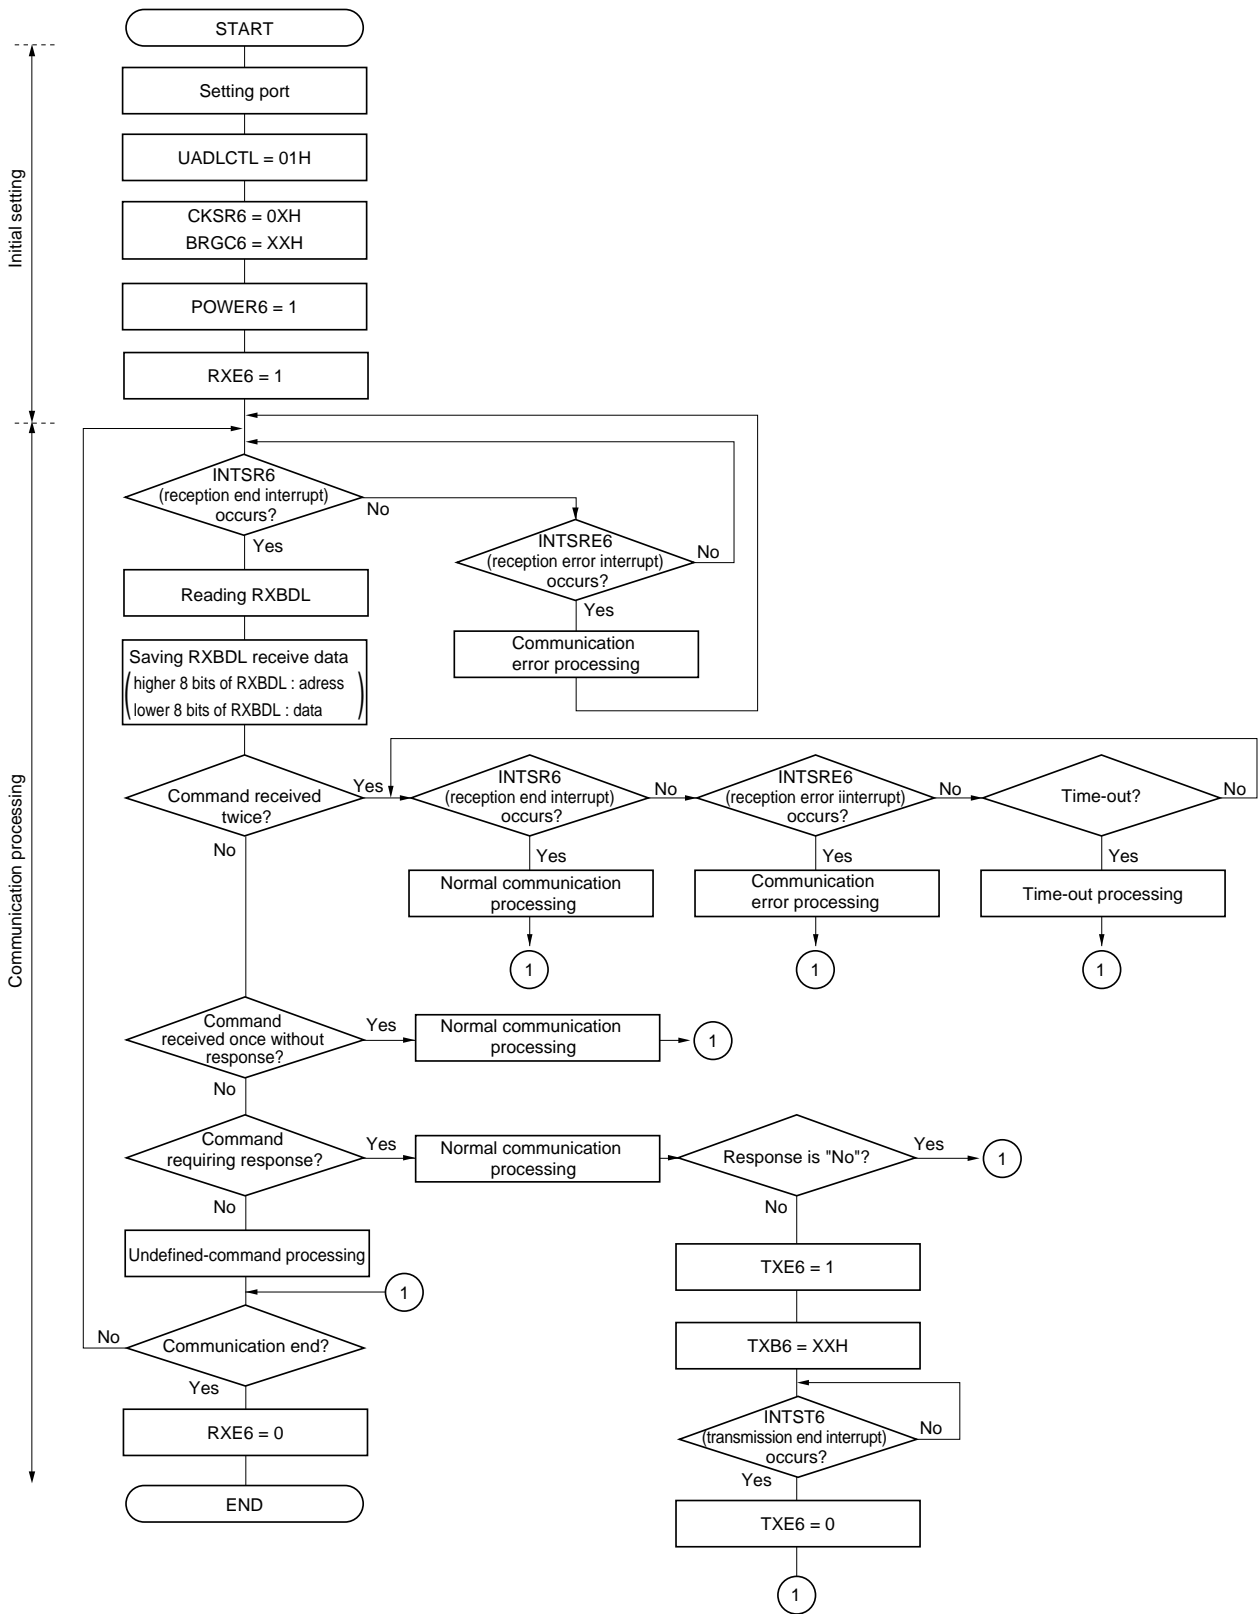 START
Initial setting
Setting port
UADLCTL = 01H
CKSR6 = 0XH
BRGC6 = XXH
POWER6 = 1
RXE6 = 1
Communication processing
INTSR6
(reception end interrupt)
occurs?
No
Yes
INTSRE6
(reception error interrupt)
occurs?
No
Yes
Communication
error processing
Reading RXBDL
Saving RXBDL receive data
(higher 8 bits of RXBDL : adress
lower 8 bits of RXBDL : data)
Command received
twice?
Yes
No
INTSR6
(reception end interrupt)
occurs?
No
Yes
INTSRE6
(reception error iinterrupt)
occurs?
No
Yes
Time-out?
No
Yes
Normal communication
processing
Communication
error processing
Time-out processing
1
1
1
Command
received once without
response?
Yes
No
Normal communication
processing
1
Command
requiring response?
Yes
No
Normal communication
processing
Response is "No"?
Yes
No
1
Undefined-command processing
1
TXE6 = 1
Communication end?
No
Yes
TXB6 = XXH
RXE6 = 0
INTST6
(transmission end interrupt)
occurs?
No
Yes
END
TXE6 = 0
1